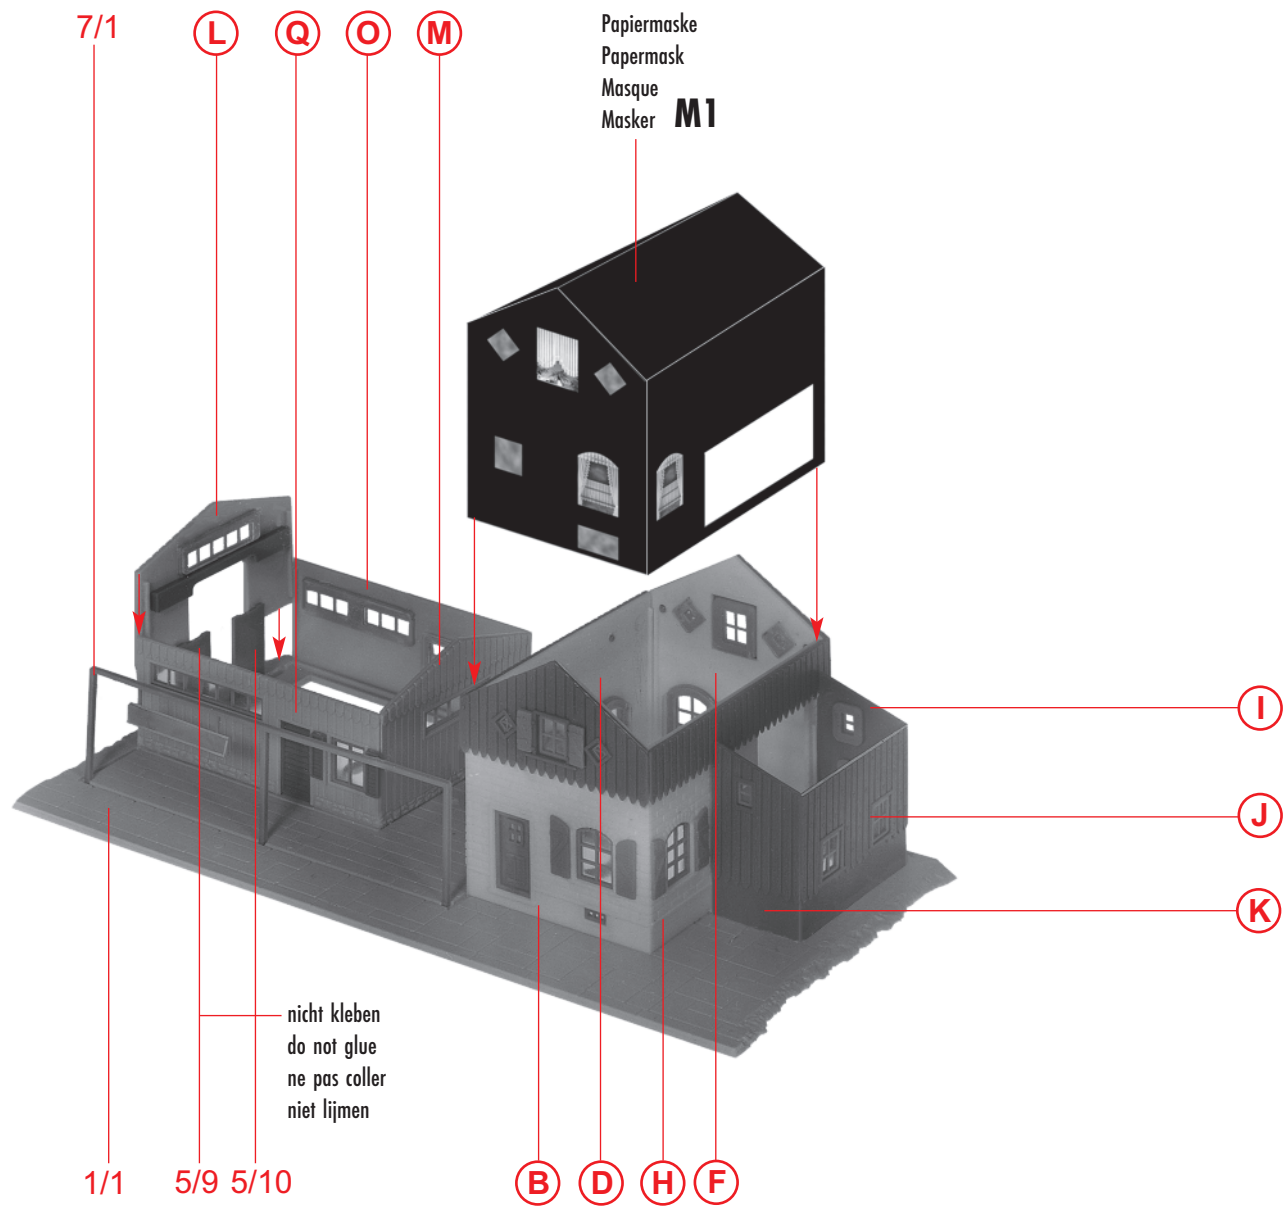 7/1 L Q O M
Papiermaske
Papermask
Masque
Masker M1
I
J
K
nicht kleben
do not glue
ne pas coller
niet lijmen
1/1 5/9 5/10 B D H F